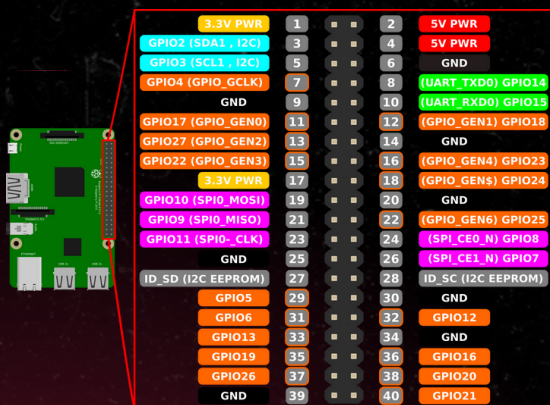 3.3V PWR 1 2 5V PWR
GPIO2 (SDA1 , I2C) 3 4 5V PWR
GPIO3 (SCL1 , I2C) 5 6 GND
GPIO4 (GPIO_GCLK) 7 8 (UART_TXD0) GPIO14
GND 9 10 (UART_RXD0) GPIO15
GPIO17 (GPIO_GEN0) 11 12 (GPIO_GEN1) GPIO18
GPIO27 (GPIO_GEN2) 13 14 GND
GPIO22 (GPIO_GEN3) 15 16 (GPIO_GEN4) GPIO23
3.3V PWR 17 18 (GPIO_GEN$) GPIO24
GPIO10 (SPI0_MOSI) 19 20 GND
GPIO9 (SPI0_MISO) 21 22 (GPIO_GEN6) GPIO25
GPIO11 (SPI0-_CLK) 23 24 (SPI_CE0_N) GPIO8
GND 25 26 (SPI_CE1_N) GPIO7
ID_SD (I2C EEPROM) 27 28 ID_SC (I2C EEPROM)
GPIO5 29 30 GND
GPIO6 31 32 GPIO12
GPIO13 33 34 GND
GPIO19 35 36 GPIO16
GPIO26 37 38 GPIO20
GND 39 40 GPIO21